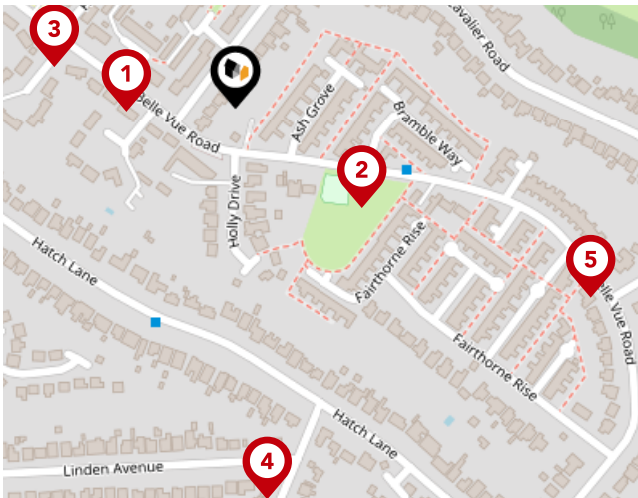 3
1
Cavalier Road
Belle Vue Road
Ash Grove
Bramble Way
2
Holly Drive
Hatch Lane
Fairthorne Rise
5
elle Vue Road
Fairthorne Rise
Hatch Lane
4
Linden Avenue